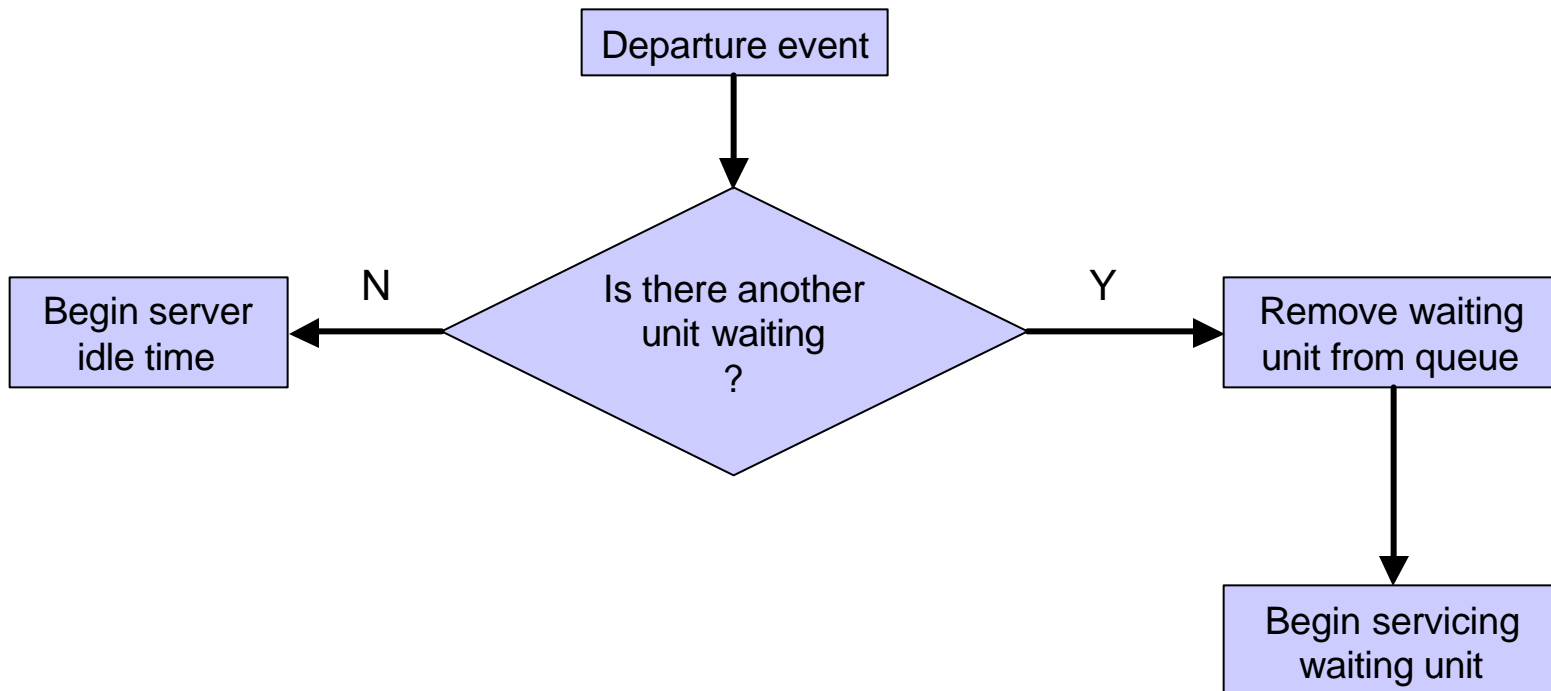 Departure event
N
Is there another
unit waiting
?
Y
Begin server
idle time
Remove waiting
unit from queue
Begin servicing
waiting unit